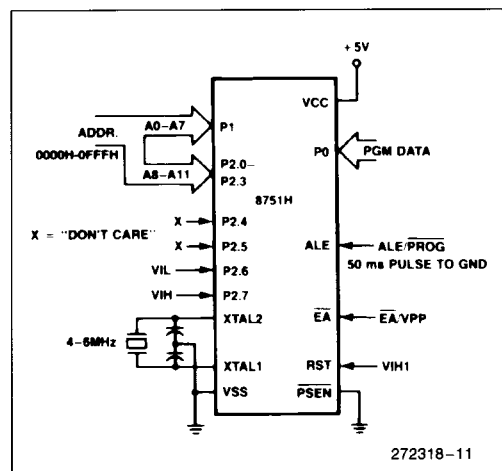 + 5V
VCC
A0–A7
P1
ADDR.
0000H-0FFFH
P0
PGM DATA
A8–A11
P2.0–
P2.3
8751H
X = "DON'T CARE"
X
P2.4
X
P2.5
ALE
ALE/PROG
50 ms PULSE TO GND
VIL
P2.6
VIH
P2.7
EA
EA/VPP
XTAL2
4–6MHz
XTAL1
RST
VIH1
VSS
PSEN
272318–11